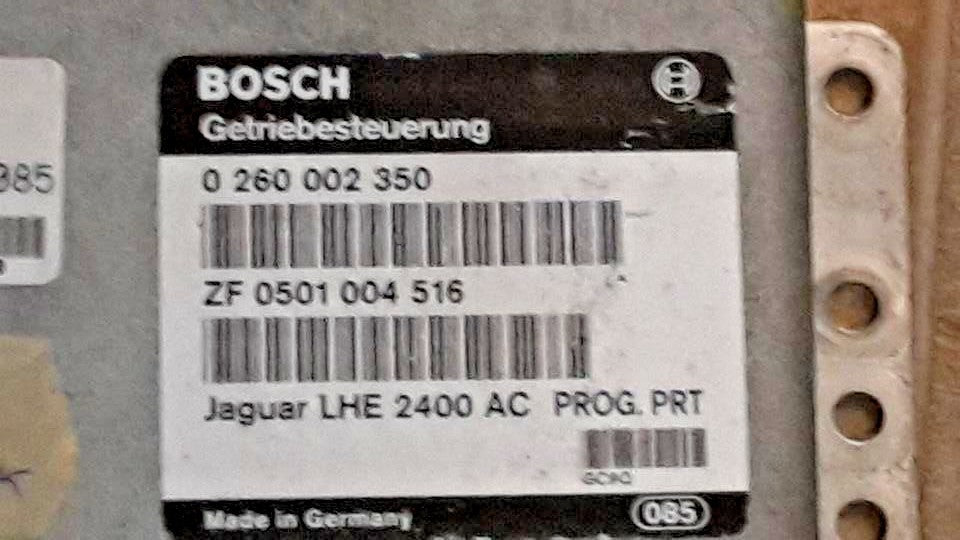 BOSCH
Getriebesteuerung
0 260 002 350
385
ZF 0501 004 516
Jaguar LHE 2400 AC PROG. PRT
Made in Germany
085